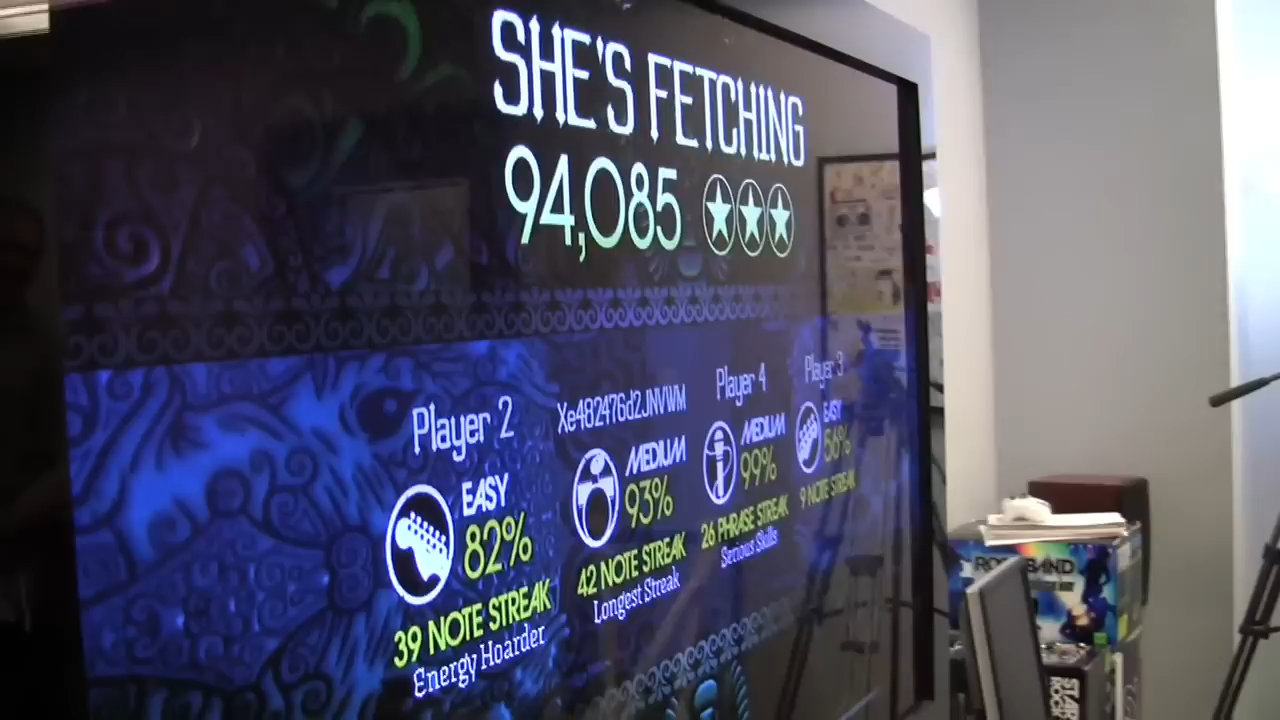 SHE'S FETCHING
94,085
Player 2
EASY
82%
39 NOTE STREAK
Energy Hoarder
Xe482476d2JNVWM
MEDIUM
93%
42 NOTE STREAK
Longest Streak
Player 4
MEDIUM
99%
26 PHRASE STREAK
Serious Skills
Player 3
EASY
56%
9 NOTE STREAK
ROCK BAND